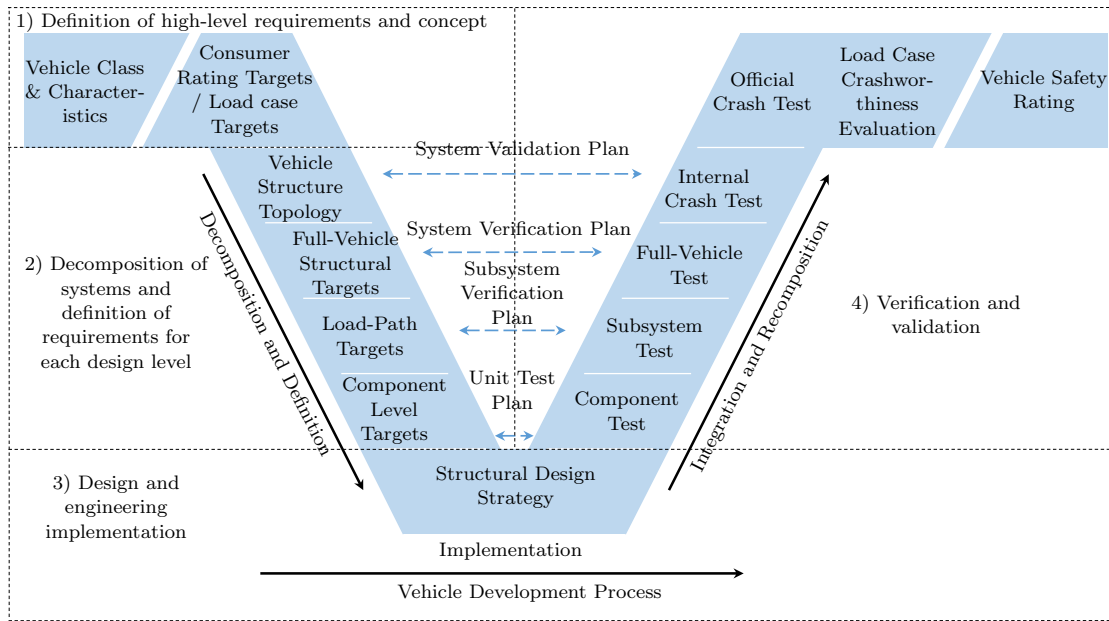 1) Definition of high-level requirements and concept
Vehicle Class
& Character-
istics
Consumer
Rating Targets
/ Load case
Targets
Official
Crash Test
Load Case
Crashwor-
thiness
Evaluation
Vehicle Safety
Rating
System Validation Plan
Vehicle
Structure
Topology
Internal
Crash Test
System Verification Plan
Full-Vehicle
Structural
Targets
Full-Vehicle
Test
2) Decomposition of
systems and
definition of
requirements for
each design level
Decomposition and Definition
Subsystem
Verification
Plan
Load-Path
Targets
Subsystem
Test
Integration and Recomposition
4) Verification and
validation
Unit Test
Plan
Component
Level
Targets
Component
Test
3) Design and
engineering
implementation
Structural Design
Strategy
Implementation
Vehicle Development Process